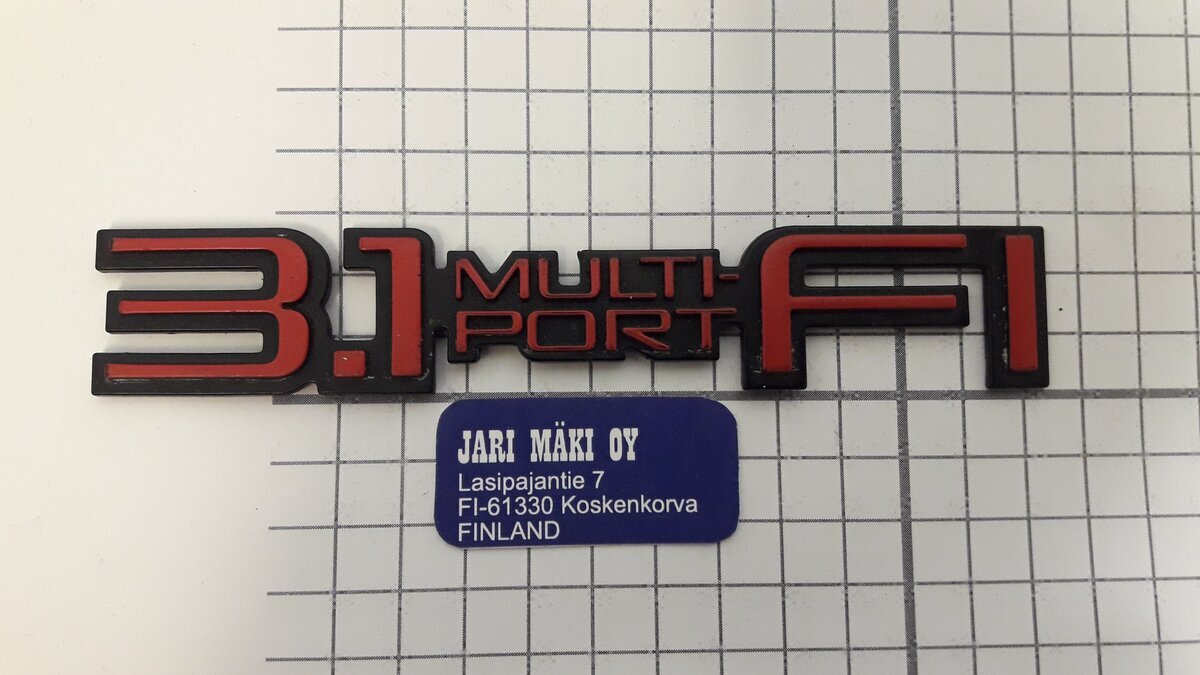 3.1 MULTI-PORT FI
JARI MÄKI OY
Lasipajantie 7
FI-61330 Koskenkorva
FINLAND